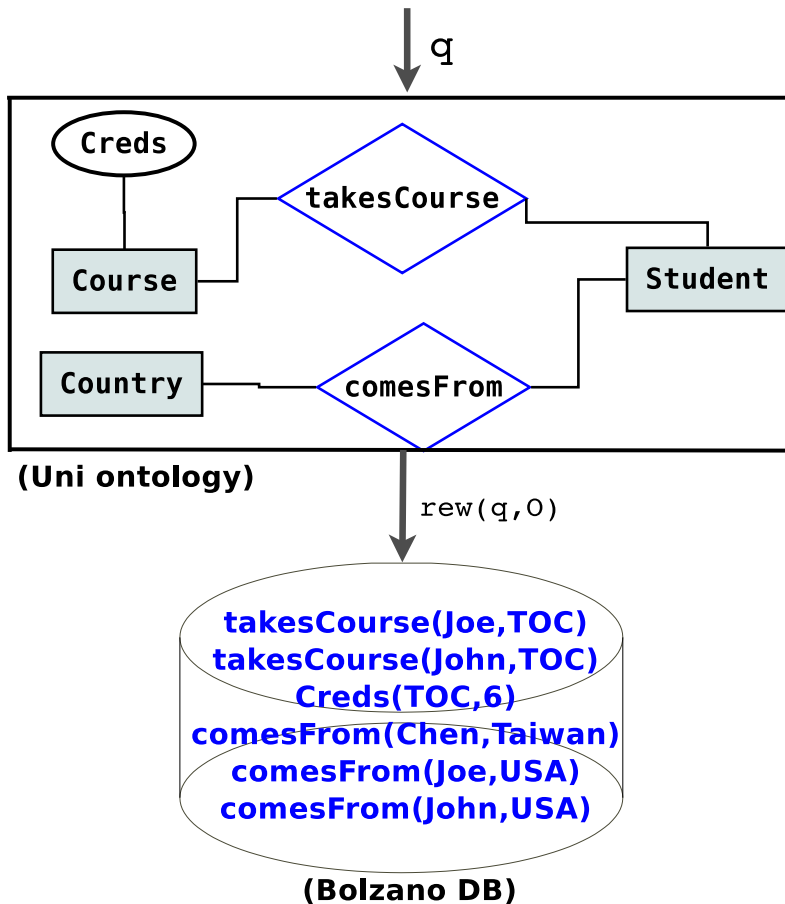 q
Creds
takesCourse
Course
Student
Country
comesFrom
(Uni ontology)
rew(q,O)
takesCourse(Joe,TOC)
takesCourse(John,TOC)
Creds(TOC,6)
comesFrom(Chen,Taiwan)
comesFrom(Joe,USA)
comesFrom(John,USA)
(Bolzano DB)